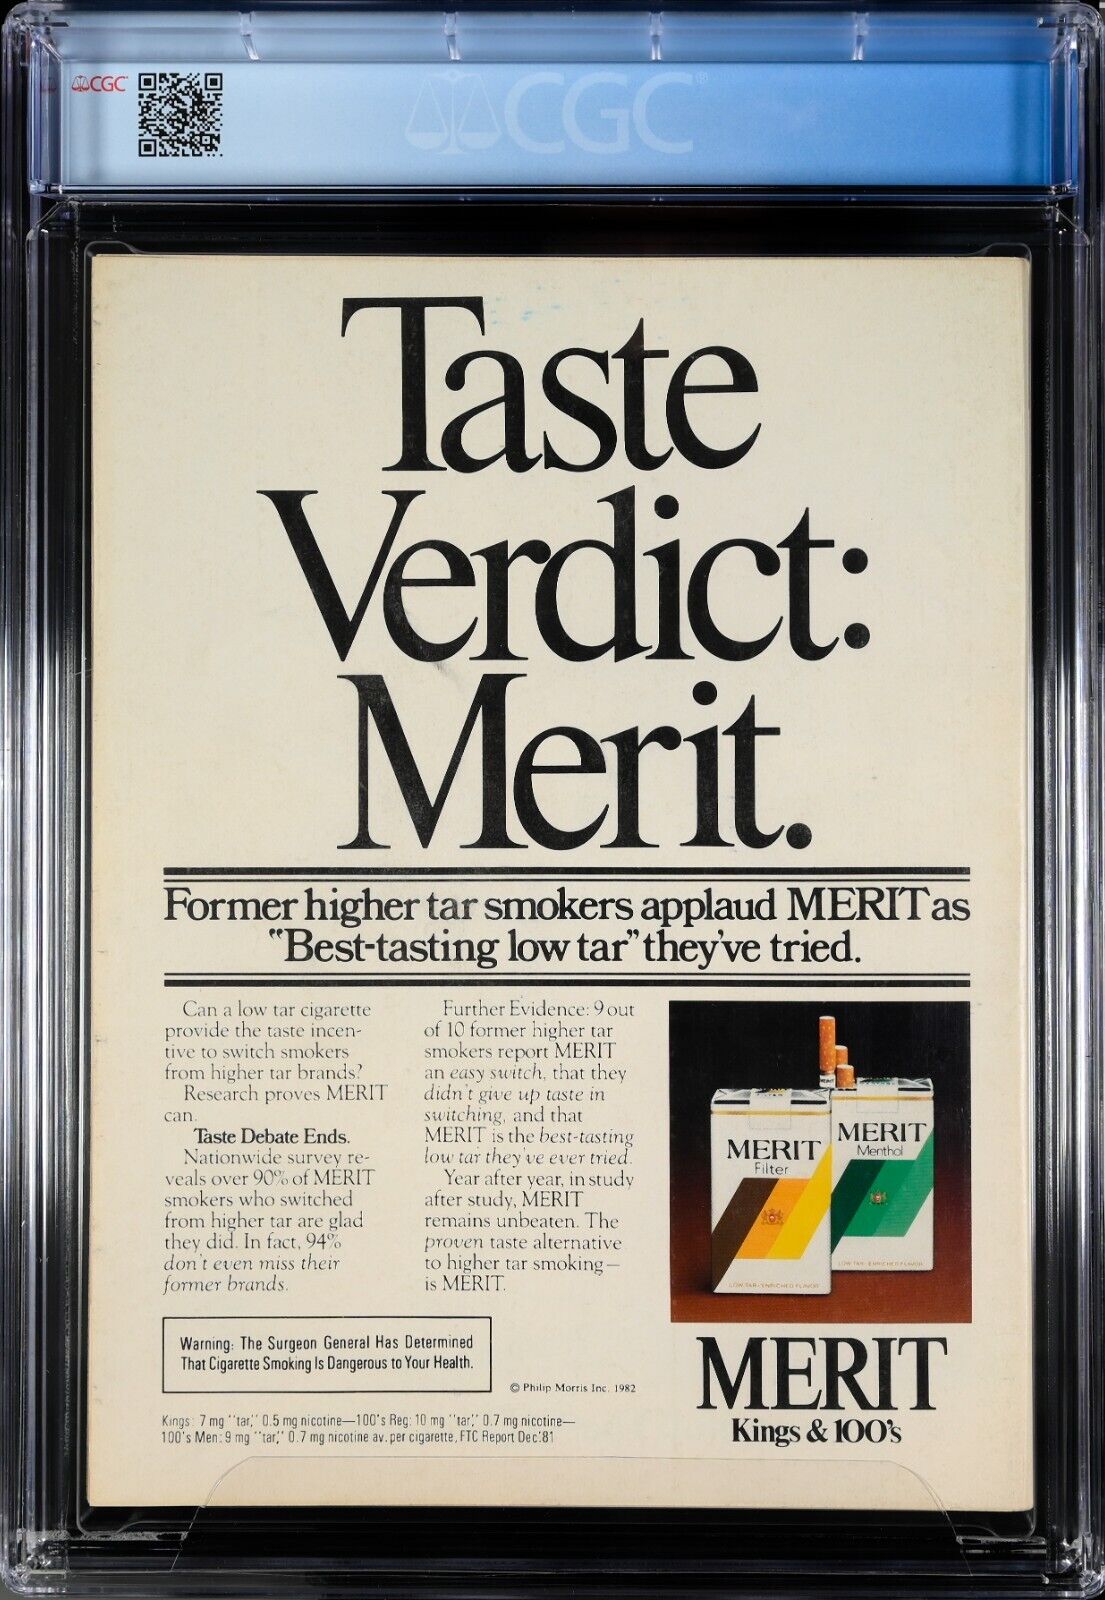 CGC
CGC®
Taste
Verdict:
Merit.
Former higher tar smokers applaud MERIT as
"Best-tasting low tar" they've tried.
Can a low tar cigarette
provide the taste incen-
tive to switch smokers
from higher tar brands?
Research proves MERIT
can.
Taste Debate Ends.
Nationwide survey re-
veals over 90% of MERIT
smokers who switched
from higher tar are glad
they did. In fact, 94%
don't even miss their
former brands.
Further Evidence: 9 out
of 10 former higher tar
smokers report MERIT
an easy switch, that they
didn't give up taste in
switching, and that
MERIT is the best-tasting
low tar they've ever tried.
Year after year, in study
after study, MERIT
remains unbeaten. The
proven taste alternative
to higher tar smoking—
is MERIT.
MERIT
MERIT
Filter
LOW TAR-ENRICHED FLAVOR
MERIT
Menthol
LOW TAR-ENRICHED FLAVOR
MERIT
Kings & 100's
Warning: The Surgeon General Has Determined
That Cigarette Smoking Is Dangerous to Your Health.
© Philip Morris Inc. 1982
Kings: 7 mg "tar," 0.5 mg nicotine—100's Reg: 10 mg "tar," 0.7 mg nicotine—
100's Men: 9 mg "tar," 0.7 mg nicotine av. per cigarette, FTC Report Dec.'81